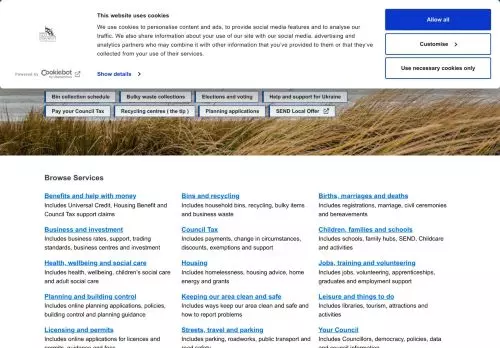 This website uses cookies
We use cookies to personalise content and ads, to provide social media features and to analyse our
traffic. We also share information about your use of our site with our social media, advertising and
analytics partners who may combine it with other information that you've provided to them or that they've
collected from your use of their services.
Allow all
Customise
Use necessary cookies only
Powered by Cookiebot
Show details
Bin collection schedule
Bulky waste collections
Elections and voting
Help and support for Ukraine
Pay your Council Tax
Recycling centres ( the tip )
Planning applications
SEND Local Offer
Browse Services
Benefits and help with money
Includes Universal Credit, Housing Benefit and
Council Tax support claims
Bins and recycling
Includes household bins, recycling, bulky items
and business waste
Births, marriages and deaths
Includes registrations, marriage, civil ceremonies
and bereavements
Business and investment
Includes business rates, support, trading
standards, business centres and investment
Council Tax
Includes payments, change in circumstances,
discounts, exemptions and support
Children, families and schools
Includes schools, family hubs, SEND, Childcare
and activities
Health, wellbeing and social care
Includes health, wellbeing, children's social care
and adult social care
Housing
Includes homelessness, housing advice, home
energy and grants
Jobs, training and volunteering
Includes jobs, volunteering, apprenticeships,
graduates and employment support
Planning and building control
Includes online planning applications, policies,
building control and planning guidance
Keeping our area clean and safe
Includes ways keep our area clean and safe and
how to report problems
Leisure and things to do
Includes libraries, tourism, attractions and
activities
Licensing and permits
Includes online applications for licences and
Streets, travel and parking
Includes parking, roadworks, public transport and
Your Council
Includes Councillors, democracy, policies, data